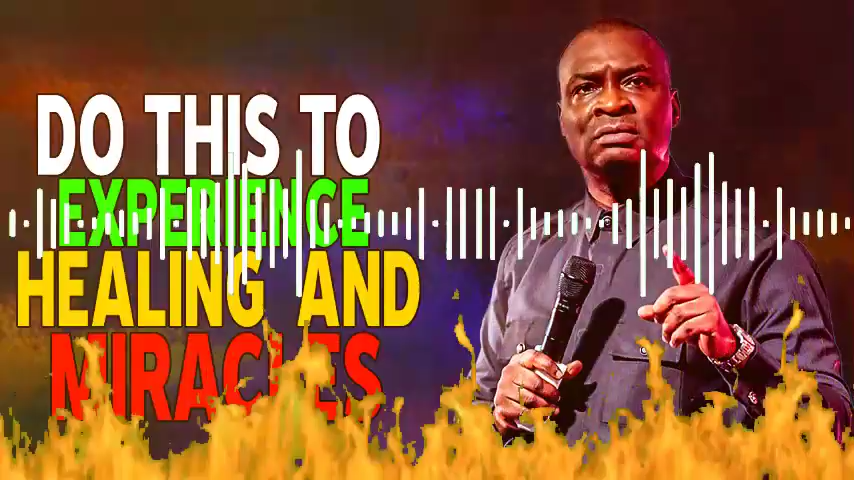 DO THIS TO
EXPERIENCE
HEALING AND
MIRACLES